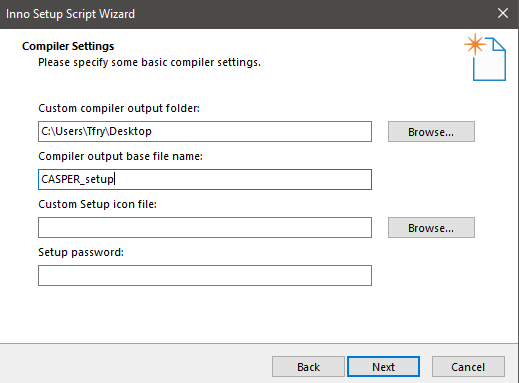 Inno Setup Script Wizard
Compiler Settings
Please specify some basic compiler settings.
Custom compiler output folder:
C:\Users\Tfry\Desktop
Browse...
Compiler output base file name:
CASPER_setup
Custom Setup icon file:
Browse...
Setup password:
Back
Next
Cancel